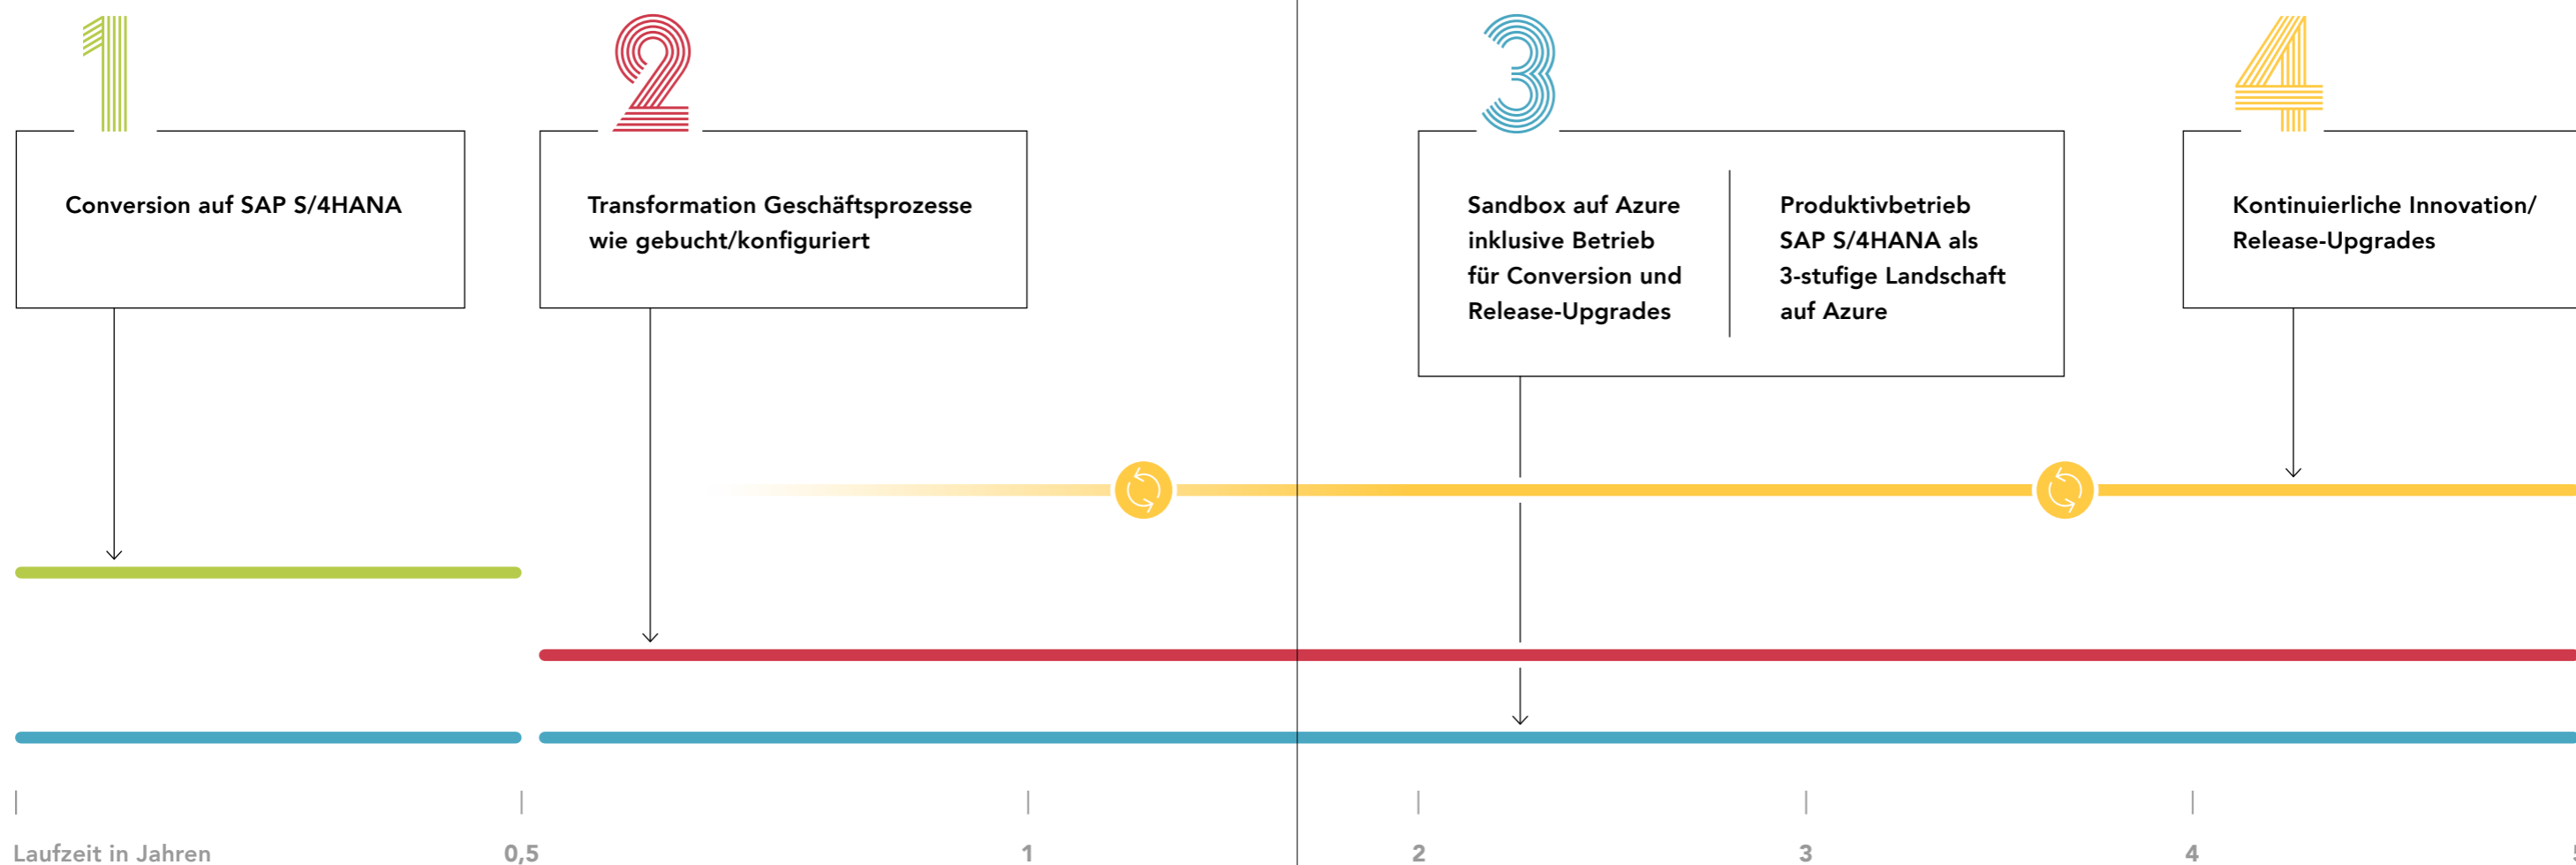 1
Conversion auf SAP S/4HANA
2
Transformation Geschäftsprozesse
wie gebucht/konfiguriert
3
Sandbox auf Azure
inklusive Betrieb
für Conversion und
Release-Upgrades
Produktivbetrieb
SAP S/4HANA als
3-stufige Landschaft
auf Azure
4
Kontinuierliche Innovation/
Release-Upgrades
Laufzeit in Jahren
0,5
1
2
3
4